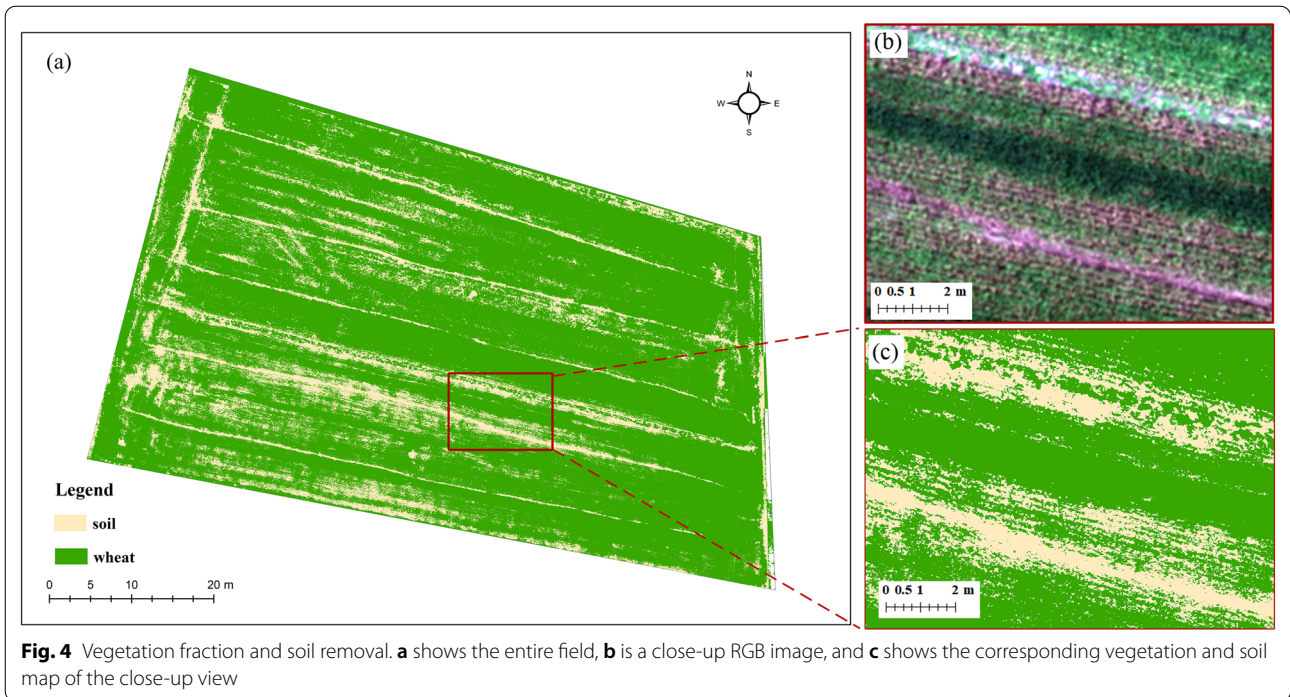 (a)
N
W E
S
Legend
soil
wheat
0 5 10 20 m
(b)
0 0.5 1 2 m
(c)
0 0.5 1 2 m
Fig. 4 Vegetation fraction and soil removal. a shows the entire field, b is a close-up RGB image, and c shows the corresponding vegetation and soil
map of the close-up view